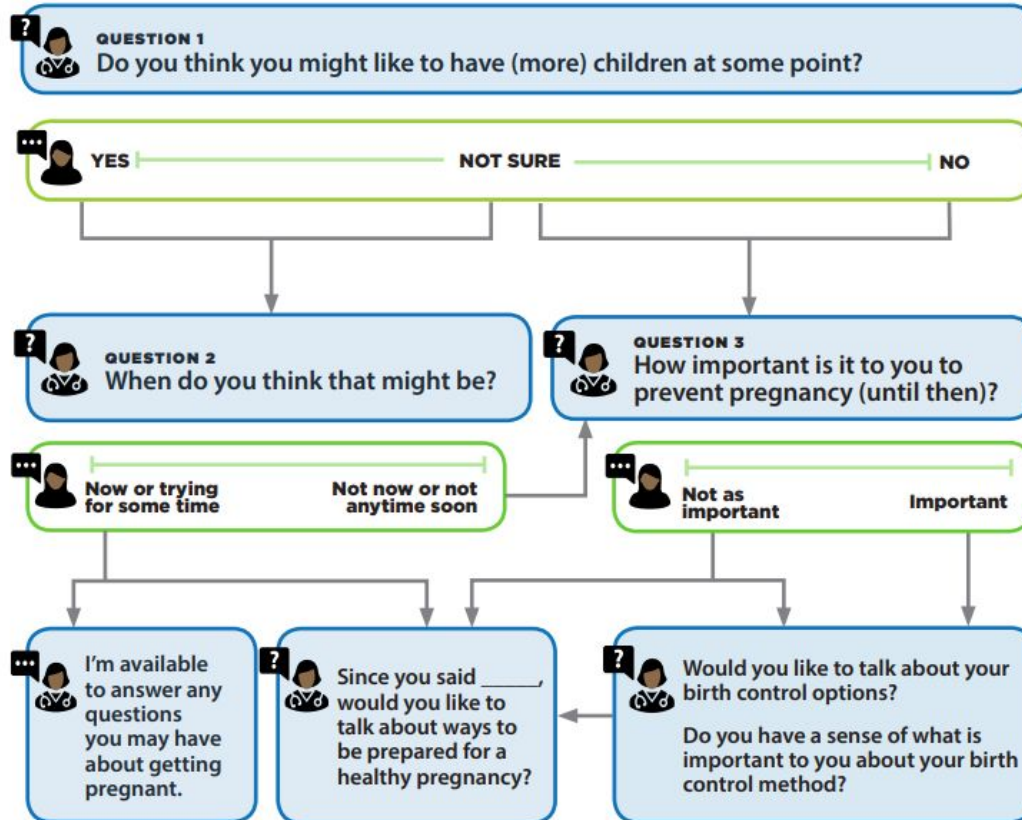 ?
QUESTION 1
Do you think you might like to have (more) children at some point?
...
YES NOT SURE NO
?
QUESTION 2
When do you think that might be?
?
QUESTION 3
How important is it to you to
prevent pregnancy (until then)?
...
Now or trying
for some time
Not now or not
anytime soon
...
Not as
important
Important
...
I’m available
to answer any
questions
you may have
about getting
pregnant.
?
Since you said _____,
would you like to
talk about ways to
be prepared for a
healthy pregnancy?
?
Would you like to talk about your
birth control options?
Do you have a sense of what is
important to you about your birth
control method?